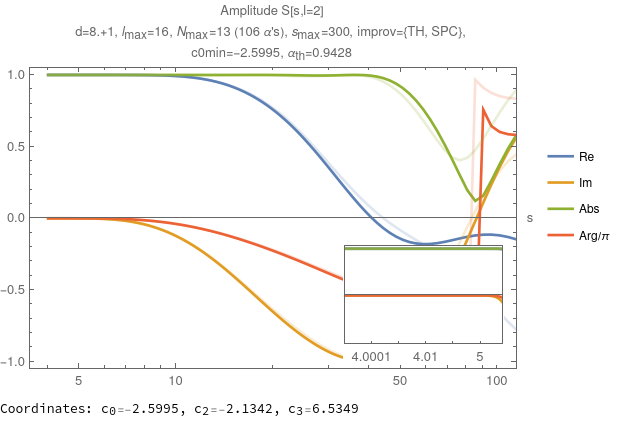 Amplitude S[s,l=2]
d=8.+1, lmax=16, Nmax=13 (106 α's), smax=300, improv={TH, SPC},
c0min=−2.5995, αth=0.9428
1.0
0.5
0.0
−0.5
−1.0
5
10
50
100
s
4.0001
4.01
5
Re
Im
Abs
Arg/π
Coordinates: c0=−2.5995, c2=−2.1342, c3=6.5349